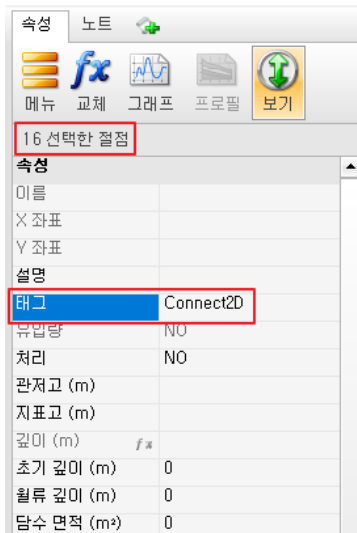 속성 노트
메뉴 교체 그래프 프로필 보기
16 선택한 절점
속성
이름
X 좌표
Y 좌표
설명
태그 Connect2D
유입량 NO
처리 NO
관저고 (m)
지표고 (m)
깊이 (m) fx
초기 깊이 (m) 0
월류 깊이 (m) 0
담수 면적 (m²) 0